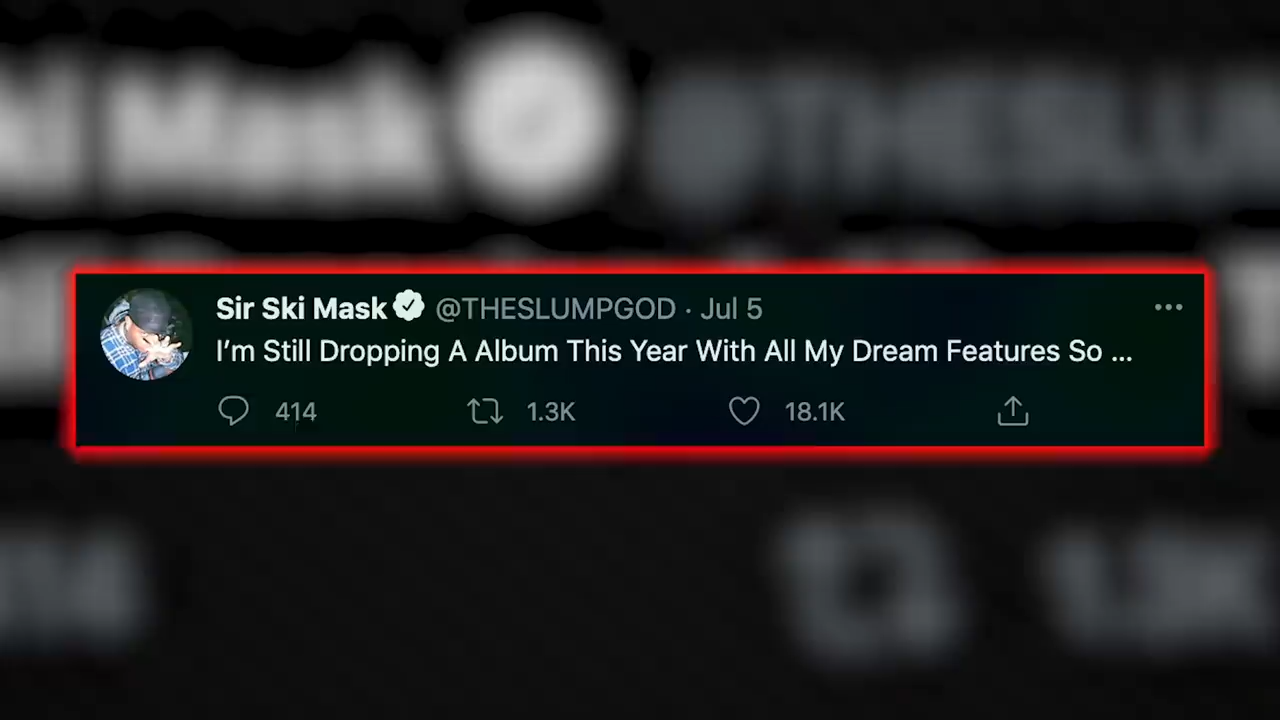 Sir Ski Mask @THESLUMPGOD · Jul 5
I’m Still Dropping A Album This Year With All My Dream Features So ...
414 1.3K 18.1K